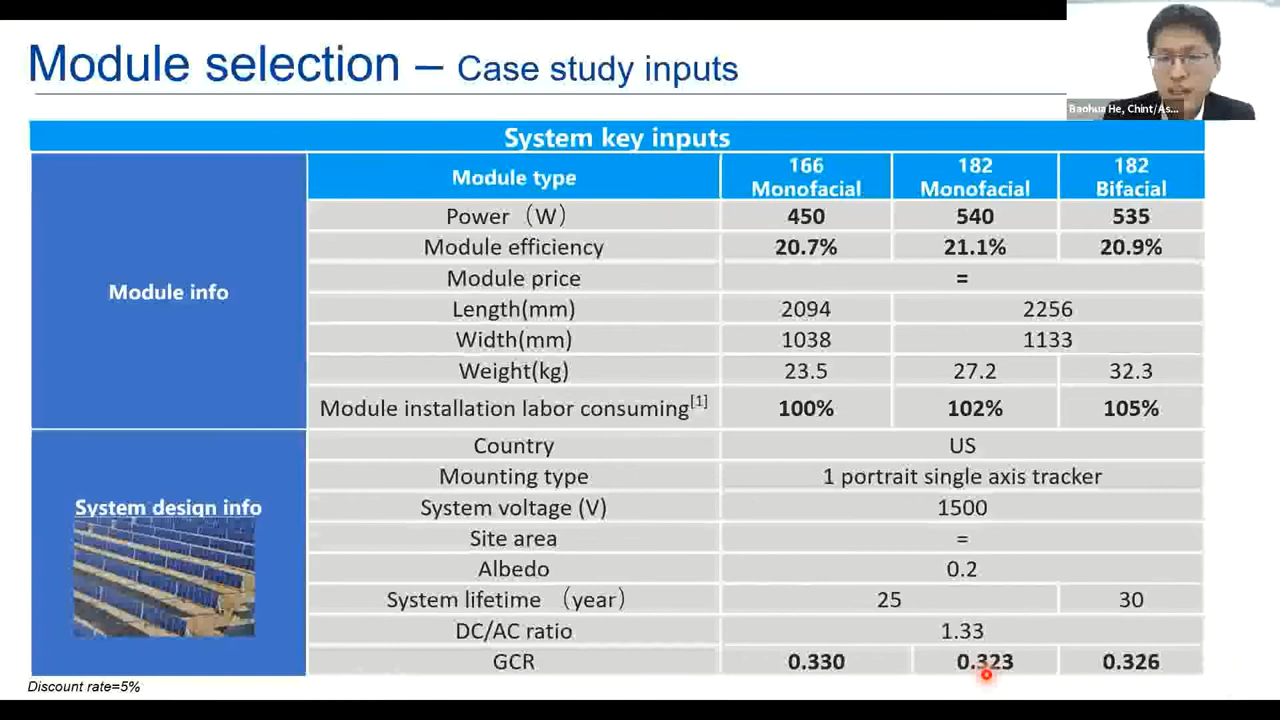 Module selection – Case study inputs
Baohua He, Chint/As...
System key inputs
Module type
166 Monofacial
182 Monofacial
182 Bifacial
Module info
Power（W） 450 540 535
Module efficiency 20.7% 21.1% 20.9%
Module price =
Length(mm) 2094 2256
Width(mm) 1038 1133
Weight(kg) 23.5 27.2 32.3
Module installation labor consuming[1] 100% 102% 105%
System design info
Country US
Mounting type 1 portrait single axis tracker
System voltage (V) 1500
Site area =
Albedo 0.2
System lifetime （year） 25 30
DC/AC ratio 1.33
GCR 0.330 0.323 0.326
Discount rate=5%